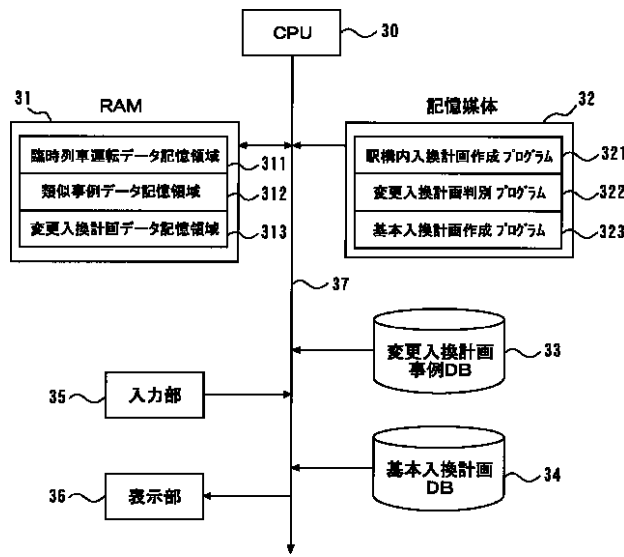 CPU
30
31
RAM
臨時列車運転データ記憶領域
311
類似事例データ記憶領域
312
変更入換計画データ記憶領域
313
記憶媒体
32
駅構内入換計画作成プログラム
321
変更入換計画判別プログラム
322
基本入換計画作成プログラム
323
37
変更入換計画
事例DB
33
35
入力部
基本入換計画
DB
34
36
表示部